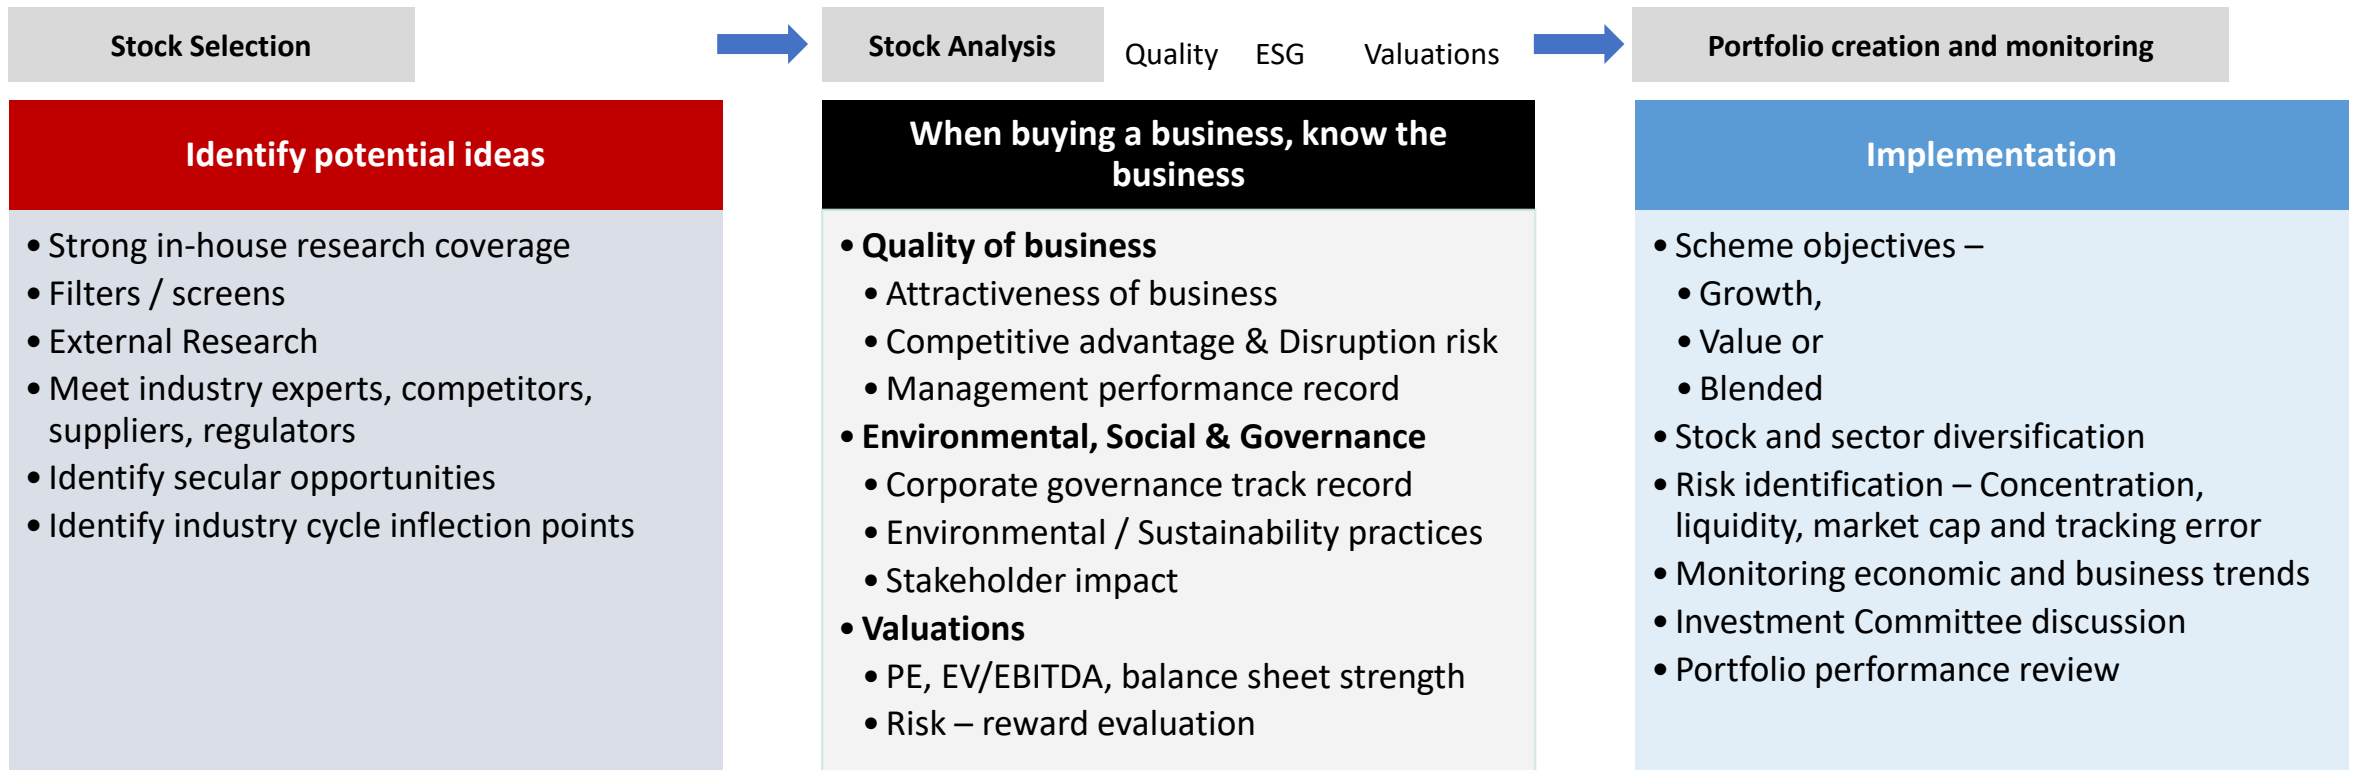 Stock Selection
Stock Analysis
Quality
ESG
Valuations
Portfolio creation and monitoring
Identify potential ideas
• Strong in-house research coverage
• Filters / screens
• External Research
• Meet industry experts, competitors,
suppliers, regulators
• Identify secular opportunities
• Identify industry cycle inflection points
When buying a business, know the
business
• Quality of business
• Attractiveness of business
• Competitive advantage & Disruption risk
• Management performance record
• Environmental, Social & Governance
• Corporate governance track record
• Environmental / Sustainability practices
• Stakeholder impact
• Valuations
• PE, EV/EBITDA, balance sheet strength
• Risk – reward evaluation
Implementation
• Scheme objectives –
• Growth,
• Value or
• Blended
• Stock and sector diversification
• Risk identification – Concentration,
liquidity, market cap and tracking error
• Monitoring economic and business trends
• Investment Committee discussion
• Portfolio performance review